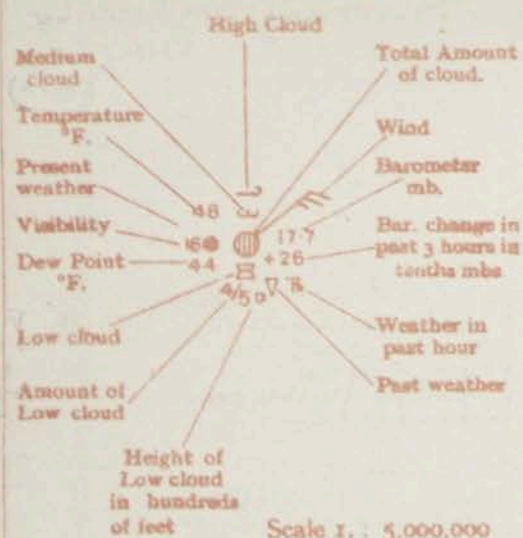 High Cloud
Medium
cloud
Total Amount
of cloud.
Temperature
°F.
Wind
Present
weather
Barometer
mb.
48
Visibility
16
17.7
Bar. change in
past 3 hours in
tenths mbs
+26
Dew Point
°F.
44
4/5
Low cloud
Weather in
past hour
Amount of
Low cloud
Past weather
Height of
Low cloud
in hundreds
of feet
Scale 1. : 5,000,000